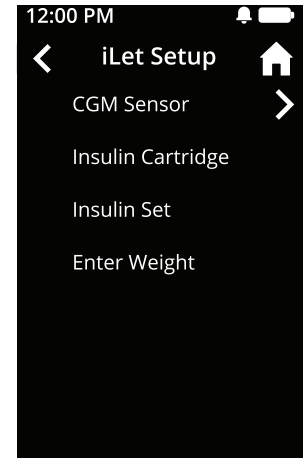 12:00 PM
iLet Setup
CGM Sensor
Insulin Cartridge
Insulin Set
Enter Weight